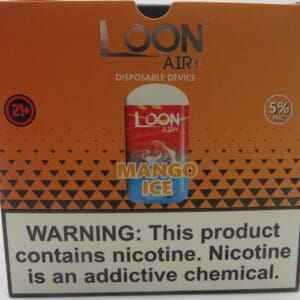 LOON
AIR+
DISPOSABLE DEVICE
21+
5%
NIC
LOON
AIR+
MANGO
ICE
WARNING: This product
contains nicotine. Nicotine
is an addictive chemical.